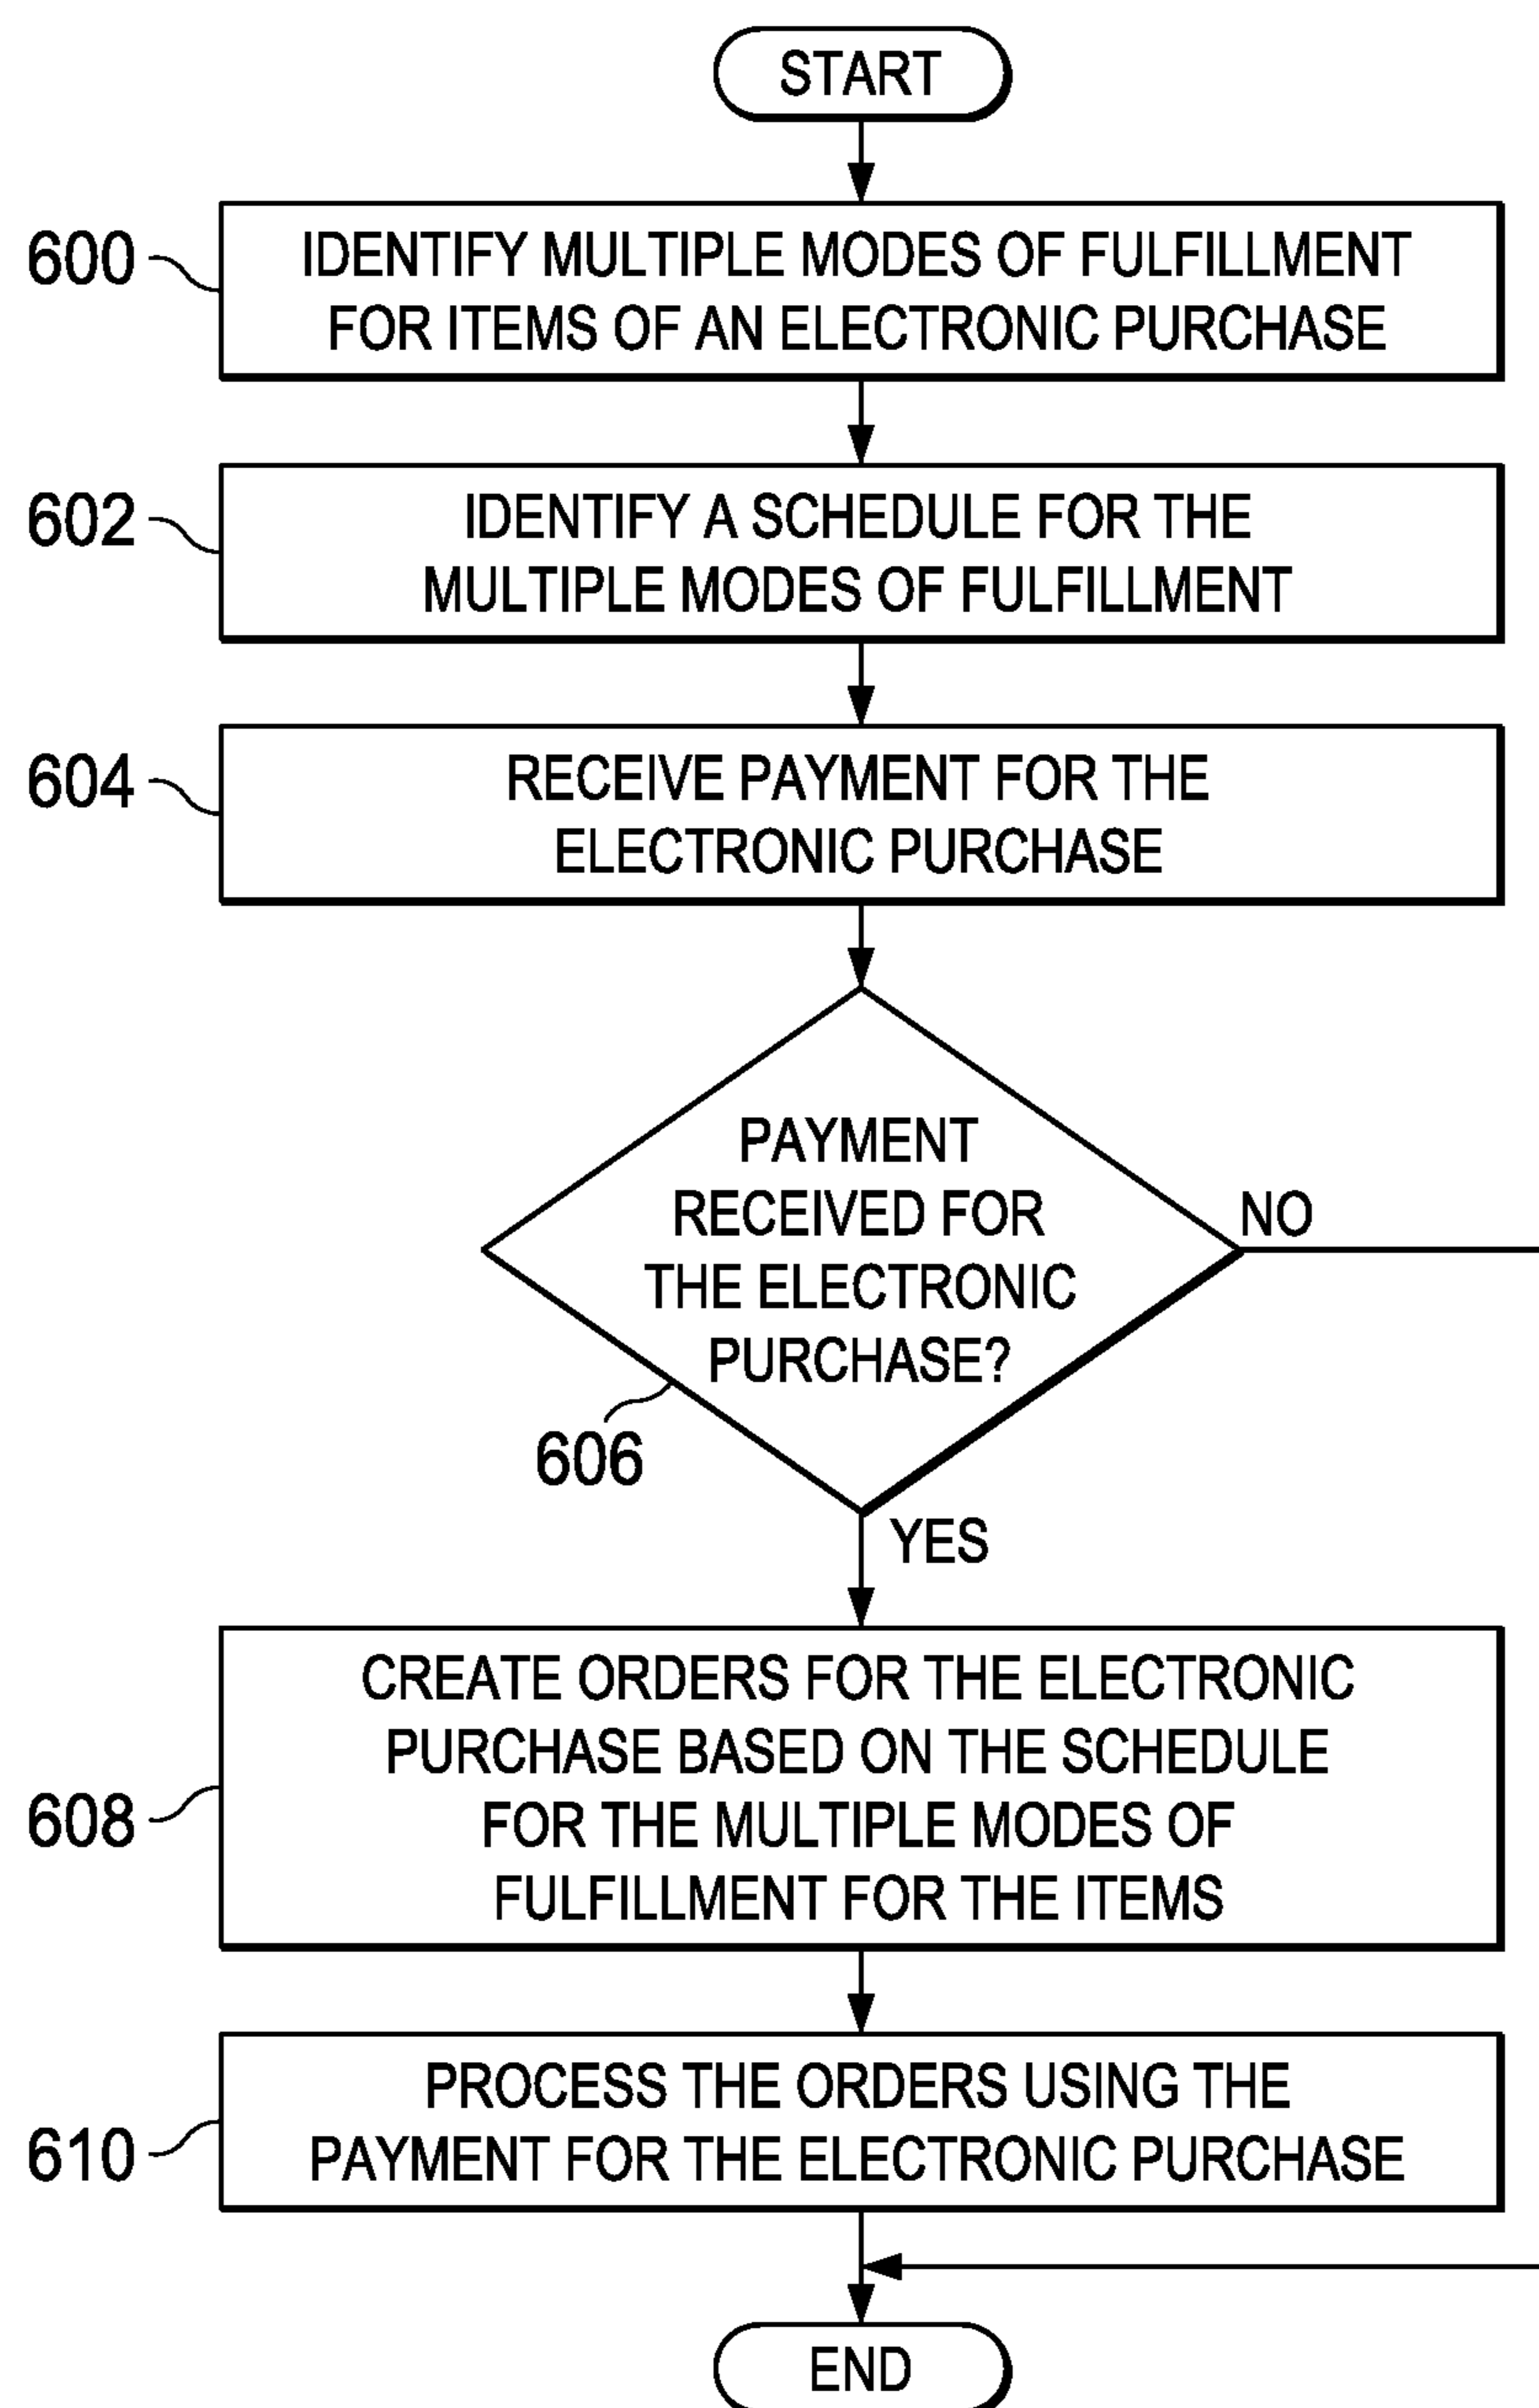 START
600
IDENTIFY MULTIPLE MODES OF FULFILLMENT
FOR ITEMS OF AN ELECTRONIC PURCHASE
602
IDENTIFY A SCHEDULE FOR THE
MULTIPLE MODES OF FULFILLMENT
604
RECEIVE PAYMENT FOR THE
ELECTRONIC PURCHASE
PAYMENT
RECEIVED FOR
THE ELECTRONIC
PURCHASE?
NO
606
YES
608
CREATE ORDERS FOR THE ELECTRONIC
PURCHASE BASED ON THE SCHEDULE
FOR THE MULTIPLE MODES OF
FULFILLMENT FOR THE ITEMS
610
PROCESS THE ORDERS USING THE
PAYMENT FOR THE ELECTRONIC PURCHASE
END